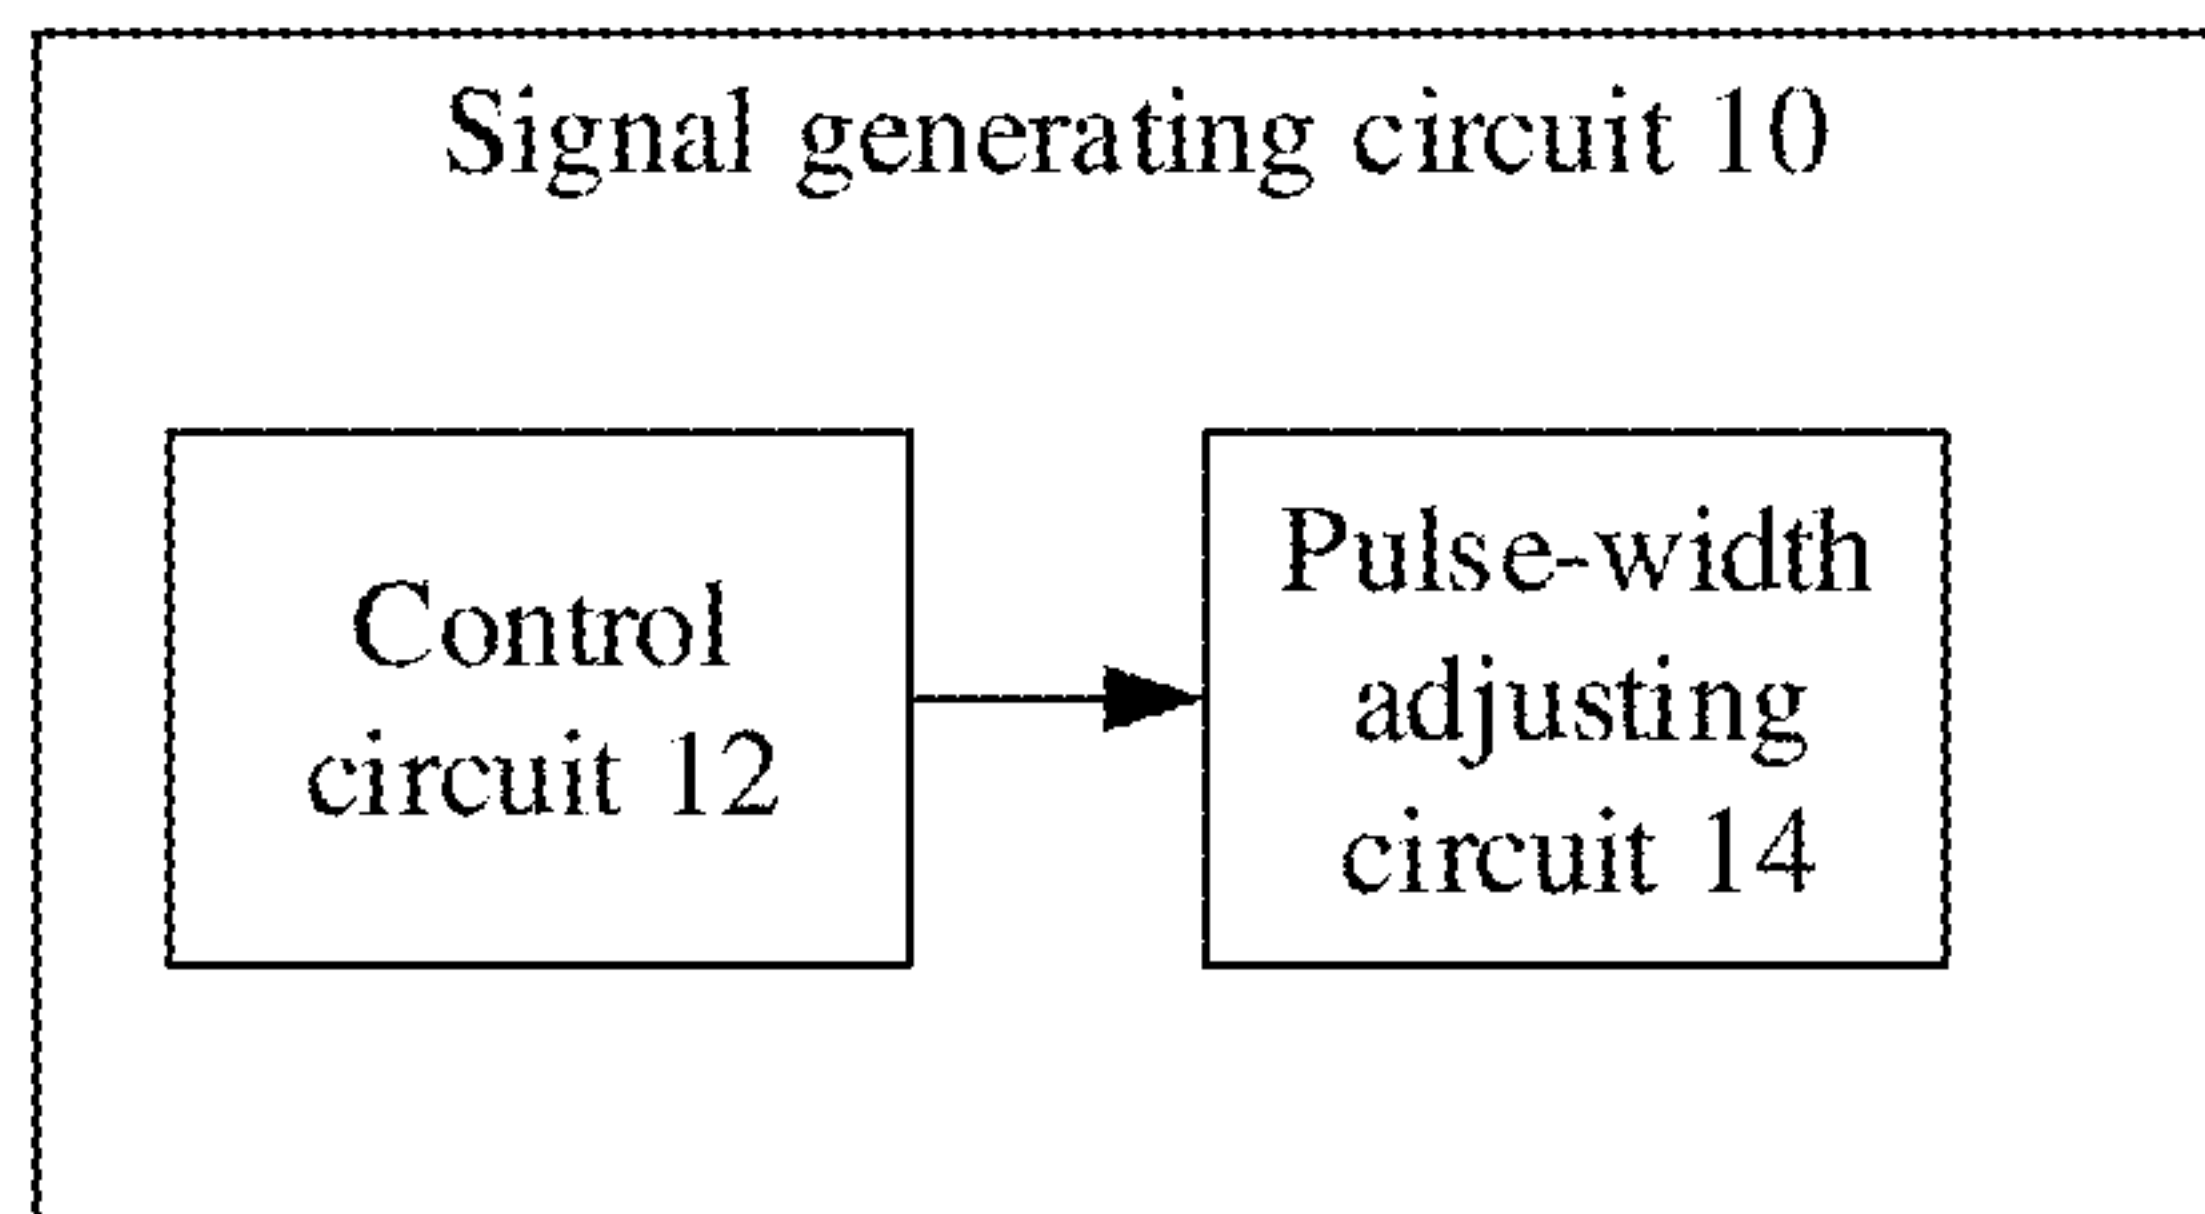 Signal generating circuit 10
Control
circuit 12
Pulse-width
adjusting
circuit 14